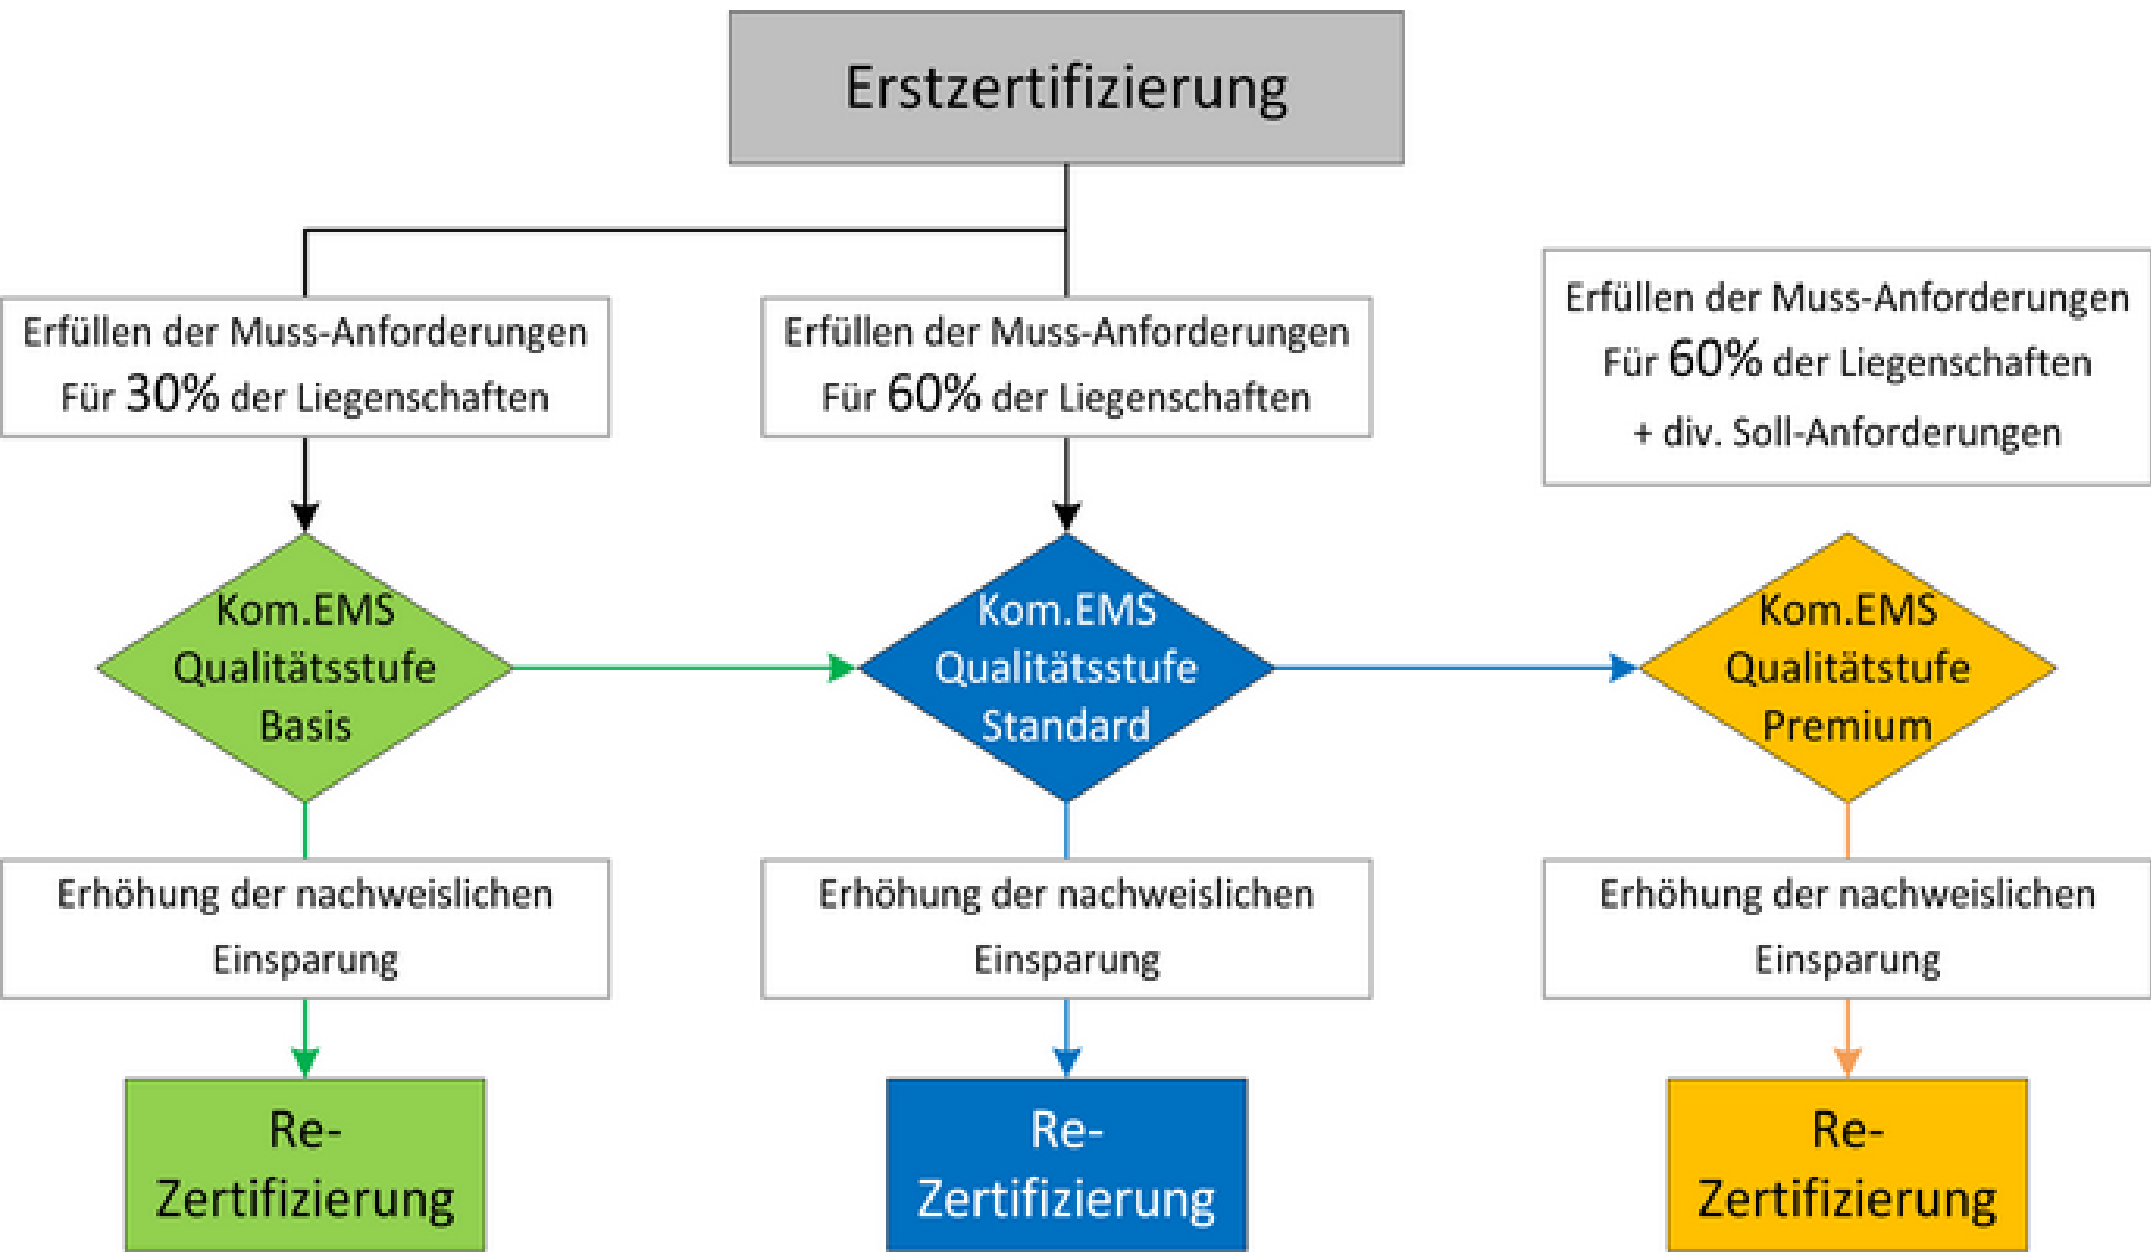 Erstzertifizierung
Erfüllen der Muss-Anforderungen
Für 30% der Liegenschaften
Erfüllen der Muss-Anforderungen
Für 60% der Liegenschaften
Erfüllen der Muss-Anforderungen
Für 60% der Liegenschaften
+ div. Soll-Anforderungen
Kom.EMS
Qualitätsstufe
Basis
Kom.EMS
Qualitätsstufe
Standard
Kom.EMS
Qualitätstufe
Premium
Erhöhung der nachweislichen
Einsparung
Erhöhung der nachweislichen
Einsparung
Erhöhung der nachweislichen
Einsparung
Re-
Zertifizierung
Re-
Zertifizierung
Re-
Zertifizierung